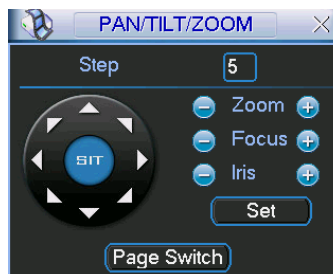 PAN/TILT/ZOOM
Step 5
Zoom
Focus
SIT
Iris
Set
Page Switch